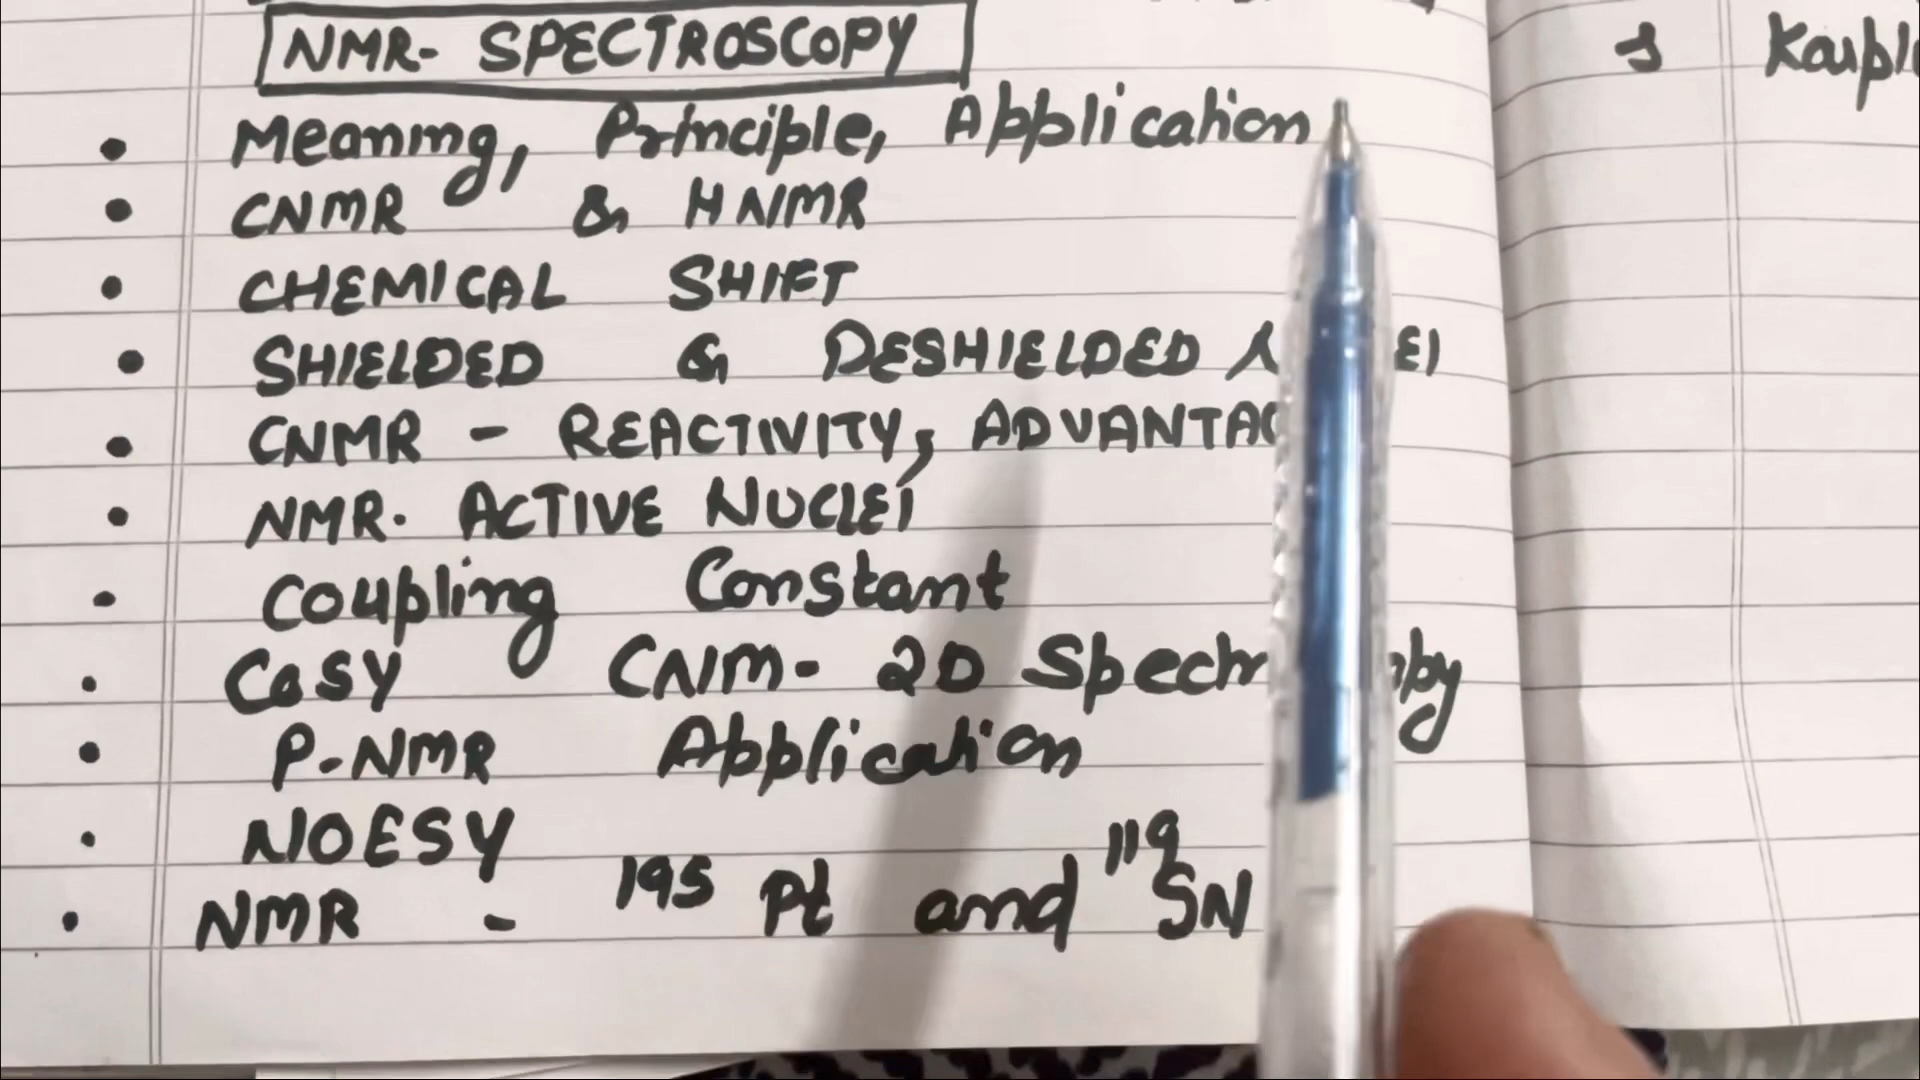 NMR- SPECTROSCOPY
• Meaning, Principle, Application
• CNMR & HNMR
• CHEMICAL SHIFT
• SHIELDED & DESHIELDED
• CNMR - REACTIVITY, ADVANTAG
• NMR. ACTIVE NUCLEI
• Coupling Constant
• COSY CNM- 2D
• P-NMR Application
• NOESY
• NMR - 195 Pt and 119 SN